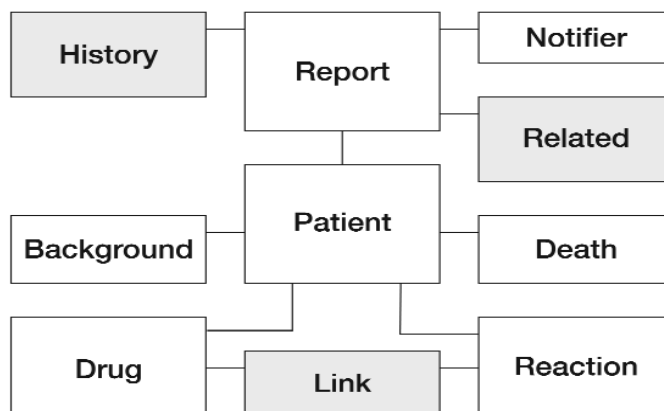 History
Report
Notifier
Related
Patient
Background
Death
Drug
Link
Reaction